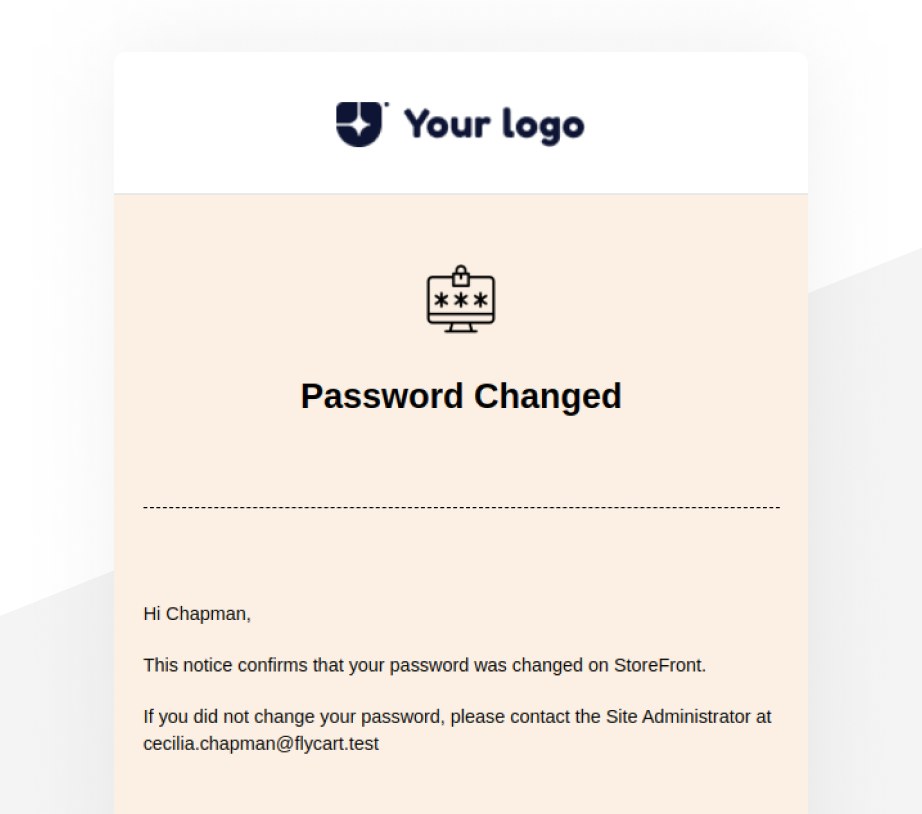 Your logo
***
Password Changed
Hi Chapman,
This notice confirms that your password was changed on StoreFront.
If you did not change your password, please contact the Site Administrator at
cecilia.chapman@flycart.test